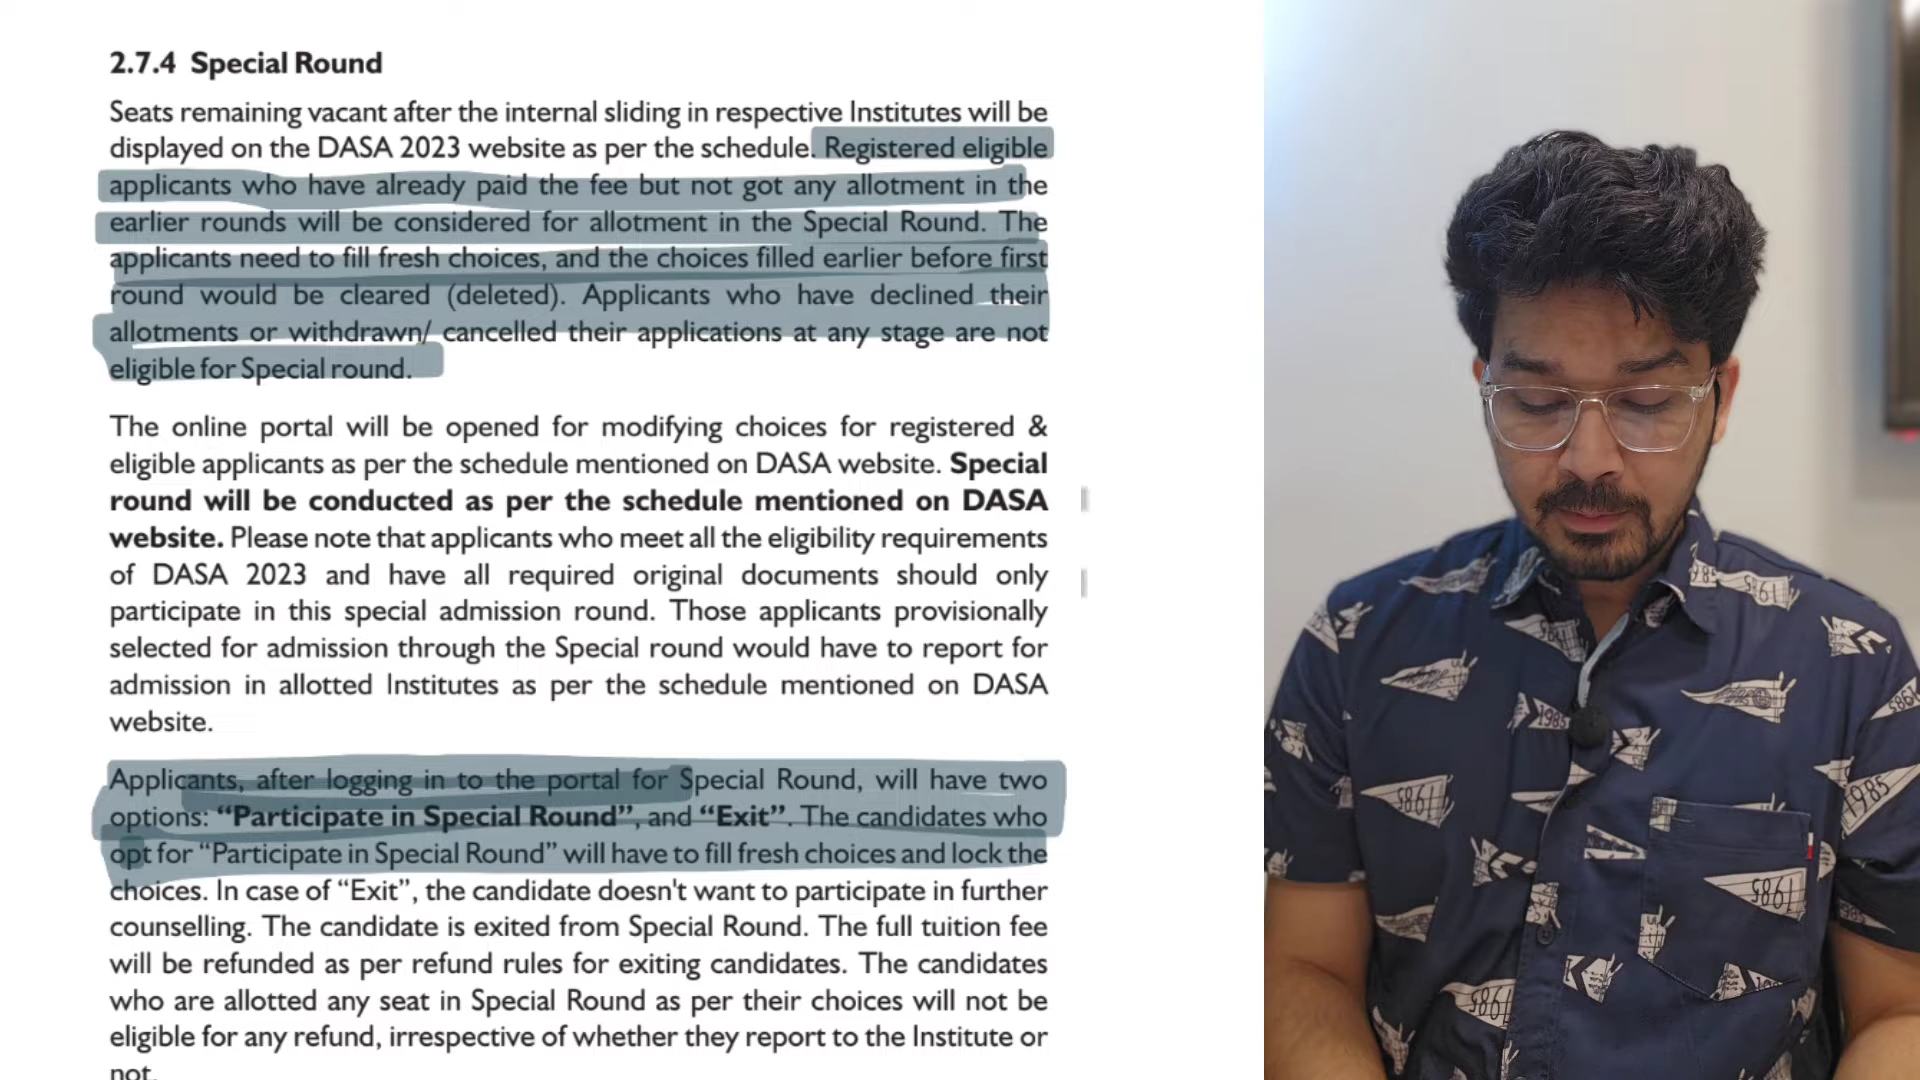 2.7.4 Special Round
Seats remaining vacant after the internal sliding in respective Institutes will be
displayed on the DASA 2023 website as per the schedule. Registered eligible
applicants who have already paid the fee but not got any allotment in the
earlier rounds will be considered for allotment in the Special Round. The
applicants need to fill fresh choices, and the choices filled earlier before first
round would be cleared (deleted). Applicants who have declined their
allotments or withdrawn/ cancelled their applications at any stage are not
eligible for Special round.
The online portal will be opened for modifying choices for registered &
eligible applicants as per the schedule mentioned on DASA website. Special
round will be conducted as per the schedule mentioned on DASA
website. Please note that applicants who meet all the eligibility requirements
of DASA 2023 and have all required original documents should only
participate in this special admission round. Those applicants provisionally
selected for admission through the Special round would have to report for
admission in allotted Institutes as per the schedule mentioned on DASA
website.
Applicants, after logging in to the portal for Special Round, will have two
options: “Participate in Special Round”, and “Exit”. The candidates who
opt for “Participate in Special Round” will have to fill fresh choices and lock the
choices. In case of “Exit”, the candidate doesn't want to participate in further
counselling. The candidate is exited from Special Round. The full tuition fee
will be refunded as per refund rules for exiting candidates. The candidates
who are allotted any seat in Special Round as per their choices will not be
eligible for any refund, irrespective of whether they report to the Institute or
not.
1985
1985
1985
1985
1985
1985
1985
1985